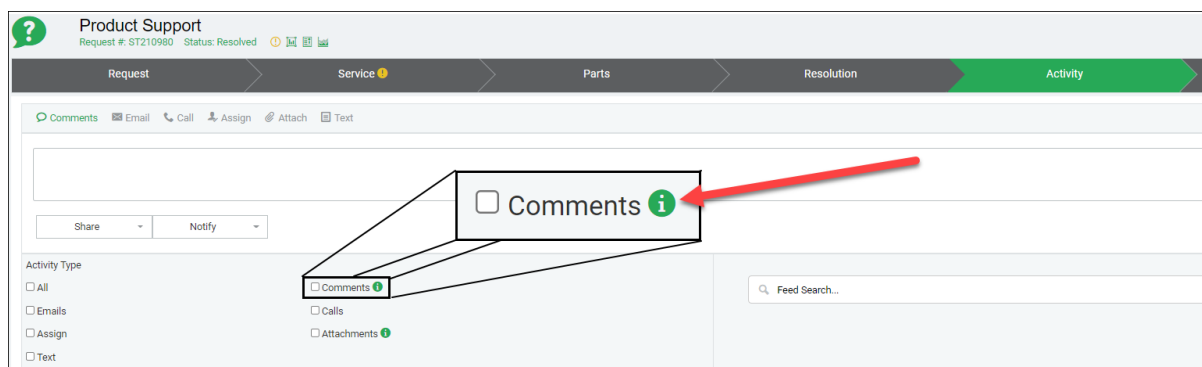 Product Support
Request #: ST210980 Status: Resolved
Request Service Parts Resolution Activity
Comments Email Call Assign Attach Text
Comments
Share Notify
Activity Type
All Comments
Feed Search...
Emails Calls
Assign Attachments
Text